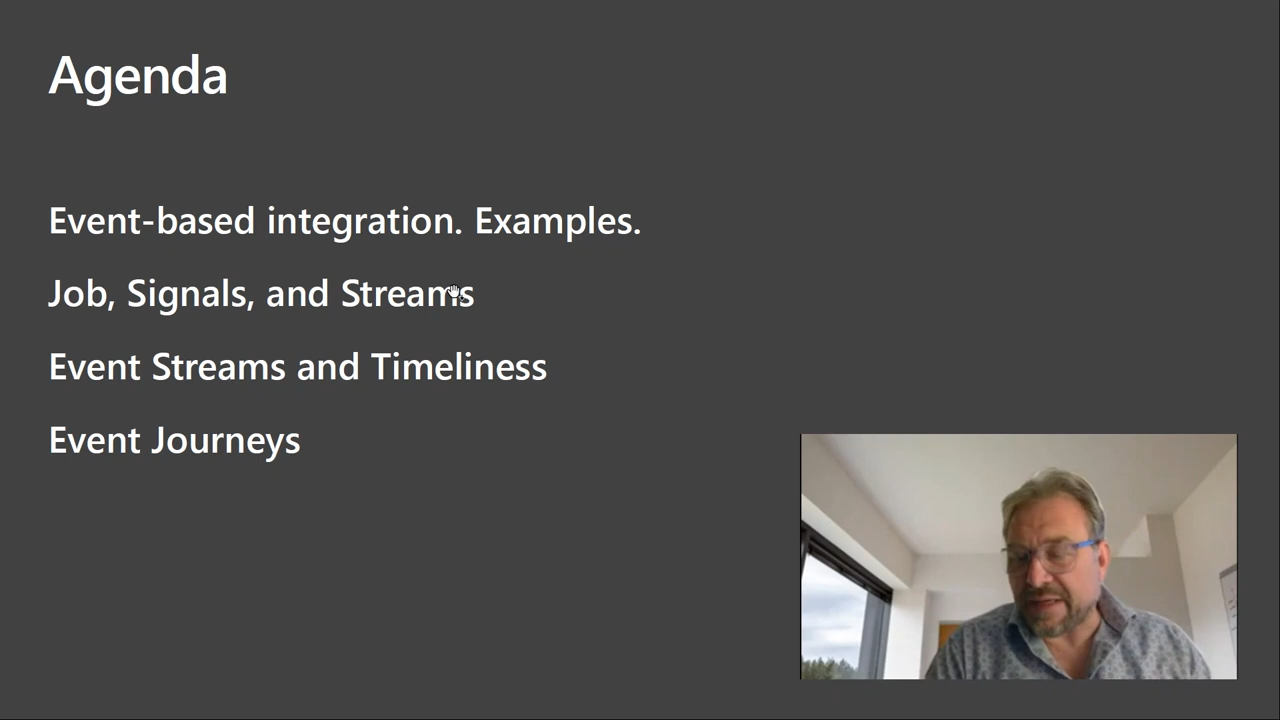 Agenda
Event-based integration. Examples.
Job, Signals, and Streams
Event Streams and Timeliness
Event Journeys